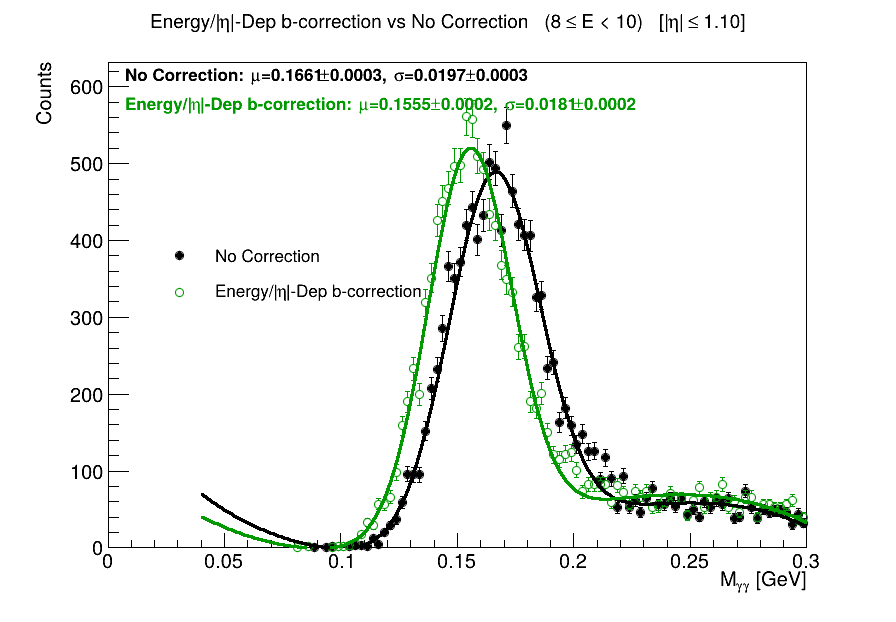 Energy/|η|-Dep b-correction vs No Correction (8 ≤ E < 10) [|η| ≤ 1.10]
Counts
No Correction: μ=0.1661±0.0003, σ=0.0197±0.0003
Energy/|η|-Dep b-correction: μ=0.1555±0.0002, σ=0.0181±0.0002
600
500
400
300
200
100
0
No Correction
Energy/|η|-Dep b-correction
0 0.05 0.1 0.15 0.2 0.25 0.3
Mγγ [GeV]